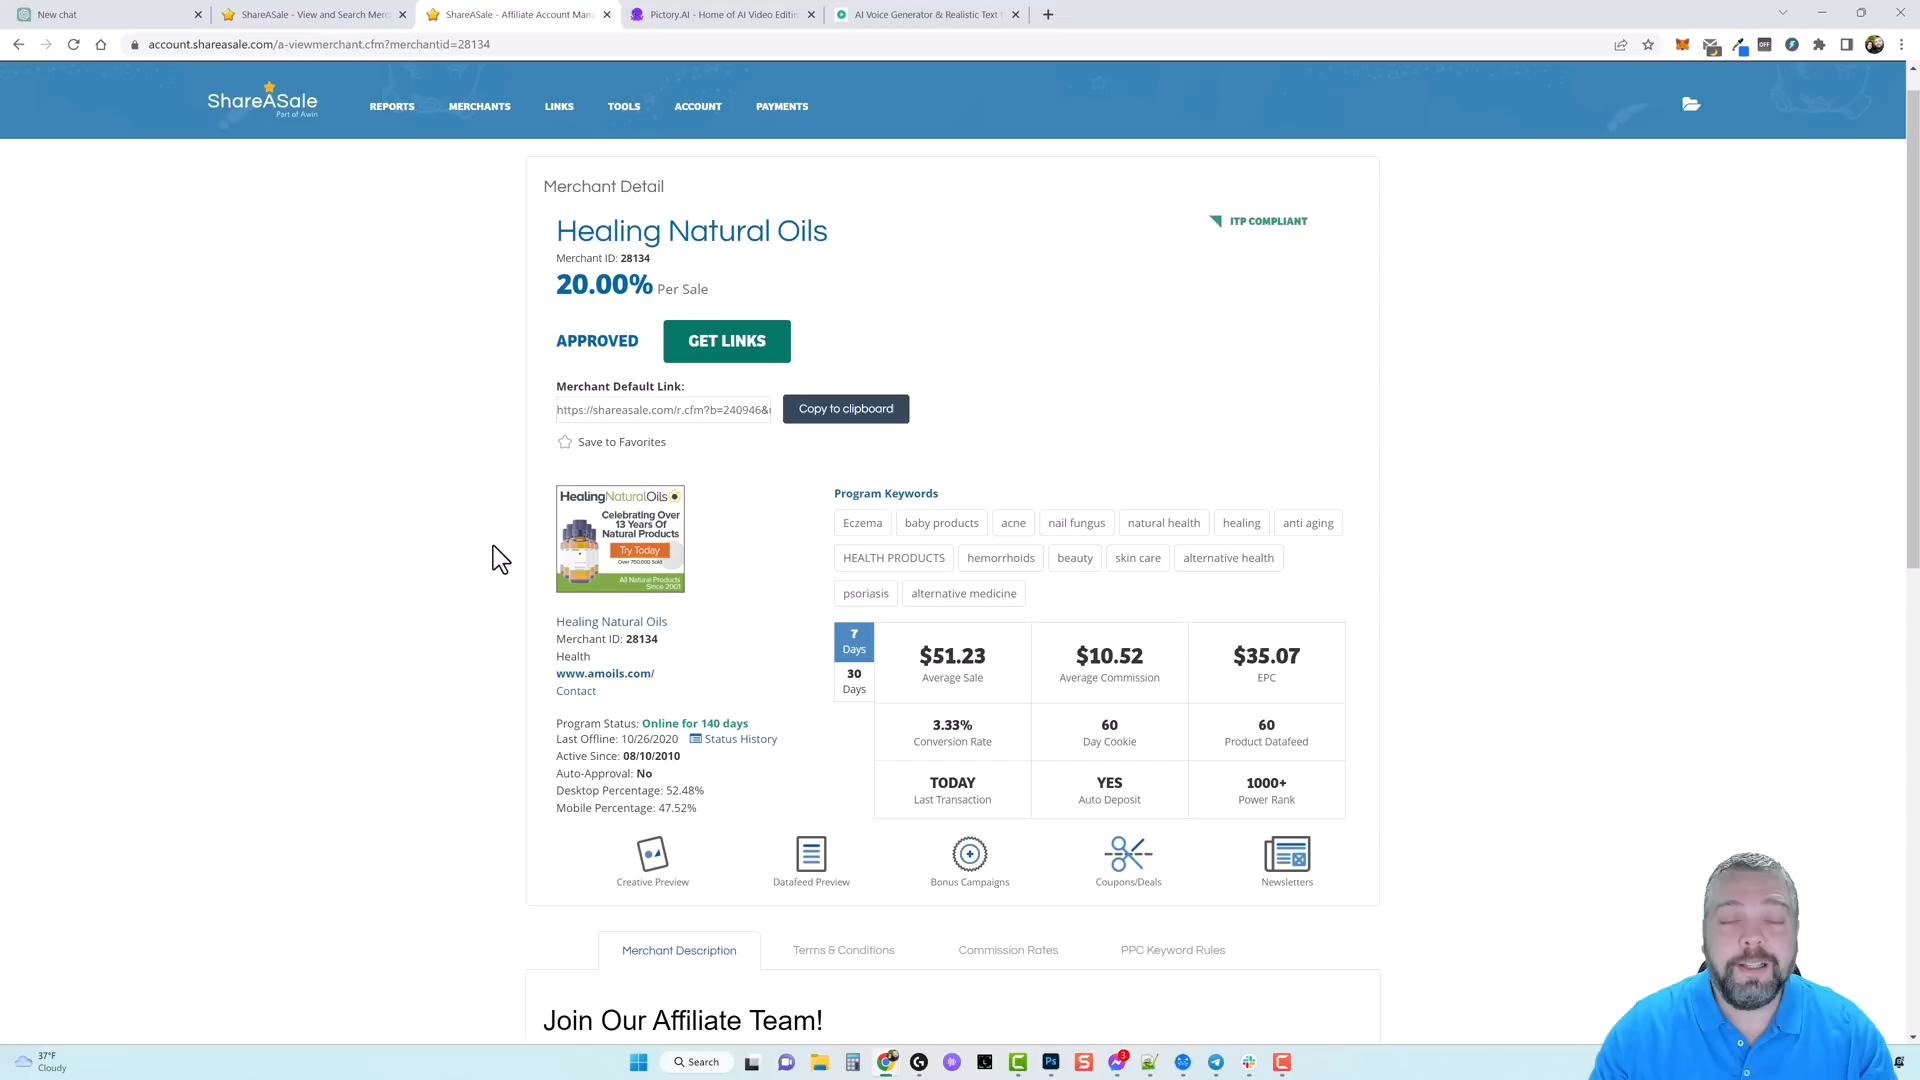 New chat
ShareASale - View and Search Merc
ShareASale - Affiliate Account Man
Pictory.AI - Home of AI Video Editin
AI Voice Generator & Realistic Text
account.shareasale.com/a-viewmerchant.cfm?merchantid=28134
OFF
ShareASale
Part of Awin
REPORTS
MERCHANTS
LINKS
TOOLS
ACCOUNT
PAYMENTS
Merchant Detail
Healing Natural Oils
ITP COMPLIANT
Merchant ID: 28134
20.00% Per Sale
APPROVED
GET LINKS
Merchant Default Link:
https://shareasale.com/r.cfm?b=240946&
Copy to clipboard
Save to Favorites
HealingNaturalOils
Celebrating Over
13 Years Of
Natural Products
Try Today
Over 750,000 Sold
All Natural Products
Since 2001
Program Keywords
Eczema
baby products
acne
nail fungus
natural health
healing
anti aging
HEALTH PRODUCTS
hemorrhoids
beauty
skin care
alternative health
psoriasis
alternative medicine
Healing Natural Oils
Merchant ID: 28134
Health
www.amoils.com/
Contact
Program Status: Online for 140 days
Last Offline: 10/26/2020
Status History
Active Since: 08/10/2010
Auto-Approval: No
Desktop Percentage: 52.48%
Mobile Percentage: 47.52%
7
Days
30
Days
$51.23
Average Sale
$10.52
Average Commission
$35.07
EPC
3.33%
Conversion Rate
60
Day Cookie
60
Product Datafeed
TODAY
Last Transaction
YES
Auto Deposit
1000+
Power Rank
Creative Preview
Datafeed Preview
Bonus Campaigns
Coupons/Deals
Newsletters
Merchant Description
Terms & Conditions
Commission Rates
PPC Keyword Rules
Join Our Affiliate Team!
37°F
Cloudy
Search
L
Ps
S
3